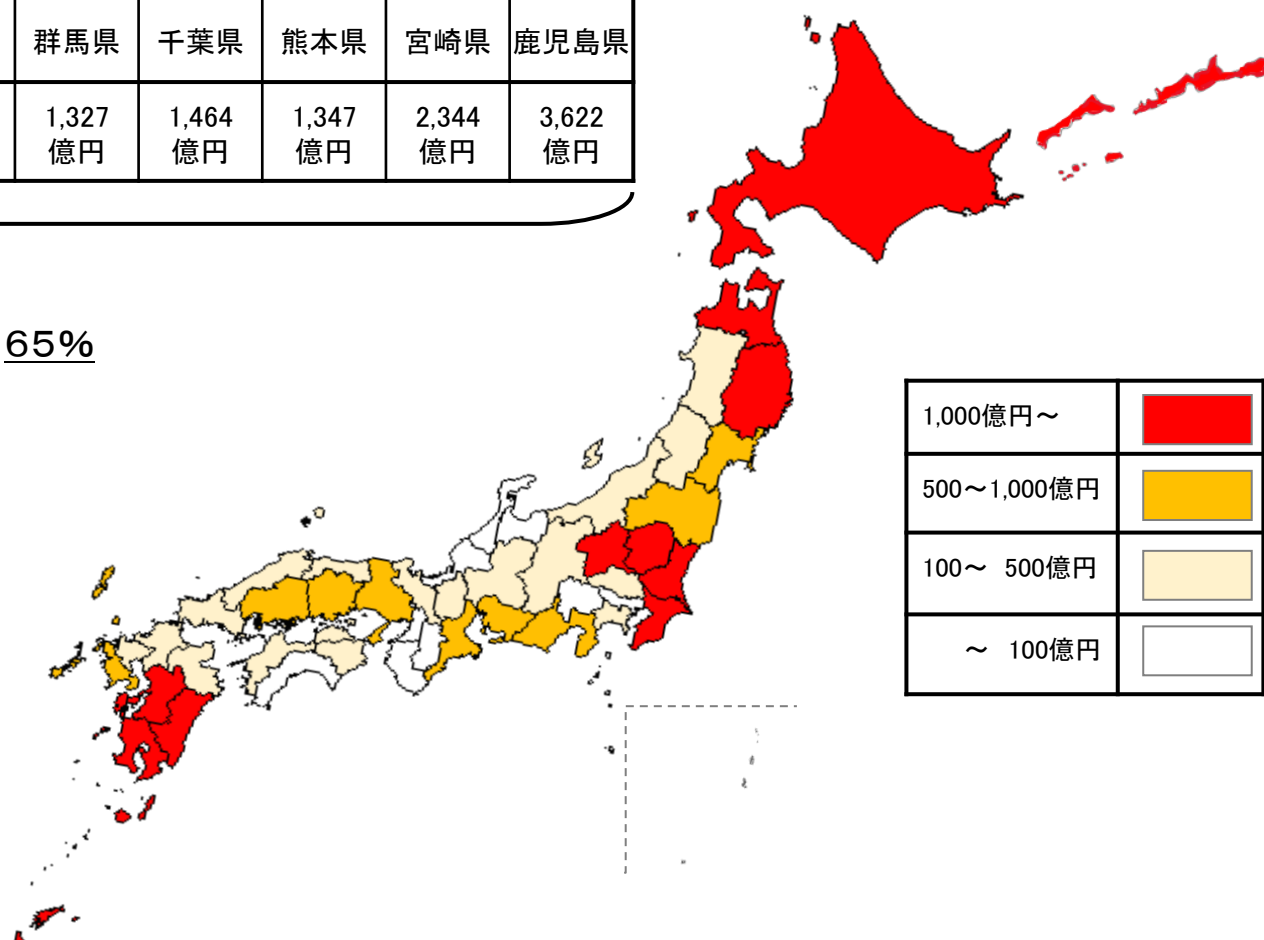 群馬県 千葉県 熊本県 宮崎県 鹿児島県
1,327 1,464 1,347 2,344 3,622
億円 億円 億円 億円 億円
65%
1,000億円～
500～1,000億円
100～ 500億円
～ 100億円